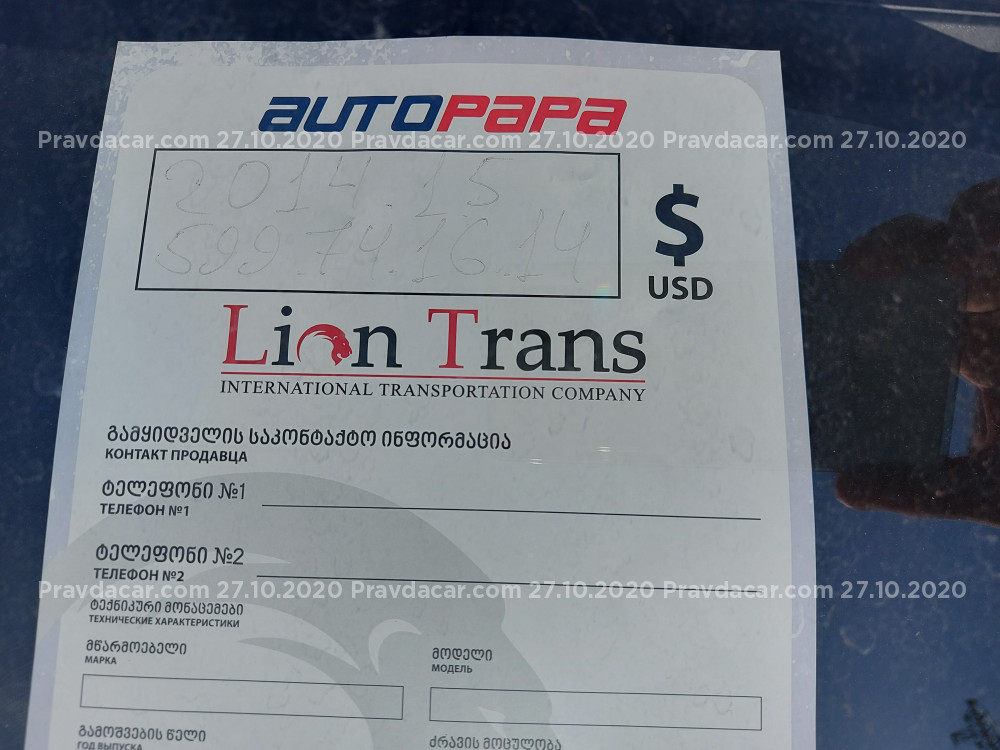 AUTOPAPA
Pravdacar.com 27.10.2020 Pravdacar.com 27.10.2020 Pravdacar.com 27.10.2020
2014.15
599.74.16.14
$
USD
Lion Trans
INTERNATIONAL TRANSPORTATION COMPANY
გამყიდველის საკონტაქტო ინფორმაცია
КОНТАКТ ПРОДАВЦА
ტელეფონი №1
ТЕЛЕФОН №1
ტელეფონი №2
ТЕЛЕФОН №2
Pravdacar.com 27.10.2020 Pravdacar.com 27.10.2020 Pravdacar.com 27.10.2020
ტექნიკური მონაცემები
ТЕХНИЧЕСКИЕ ХАРАКТЕРИСТИКИ
მწარმოებელი
МАРКА
მოდელი
МОДЕЛЬ
გამოშვების წელი
ГОД ВЫПУСКА
ძრავის მოცულობა